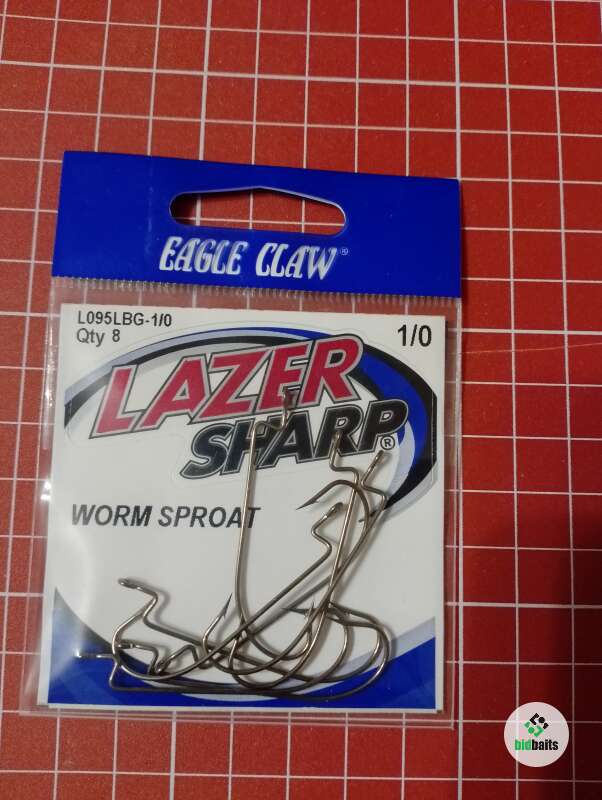 EAGLE CLAW®
L095LBG-1/0
Qty 8
1/0
LAZER
SHARP®
WORM SPROAT
bidbaits